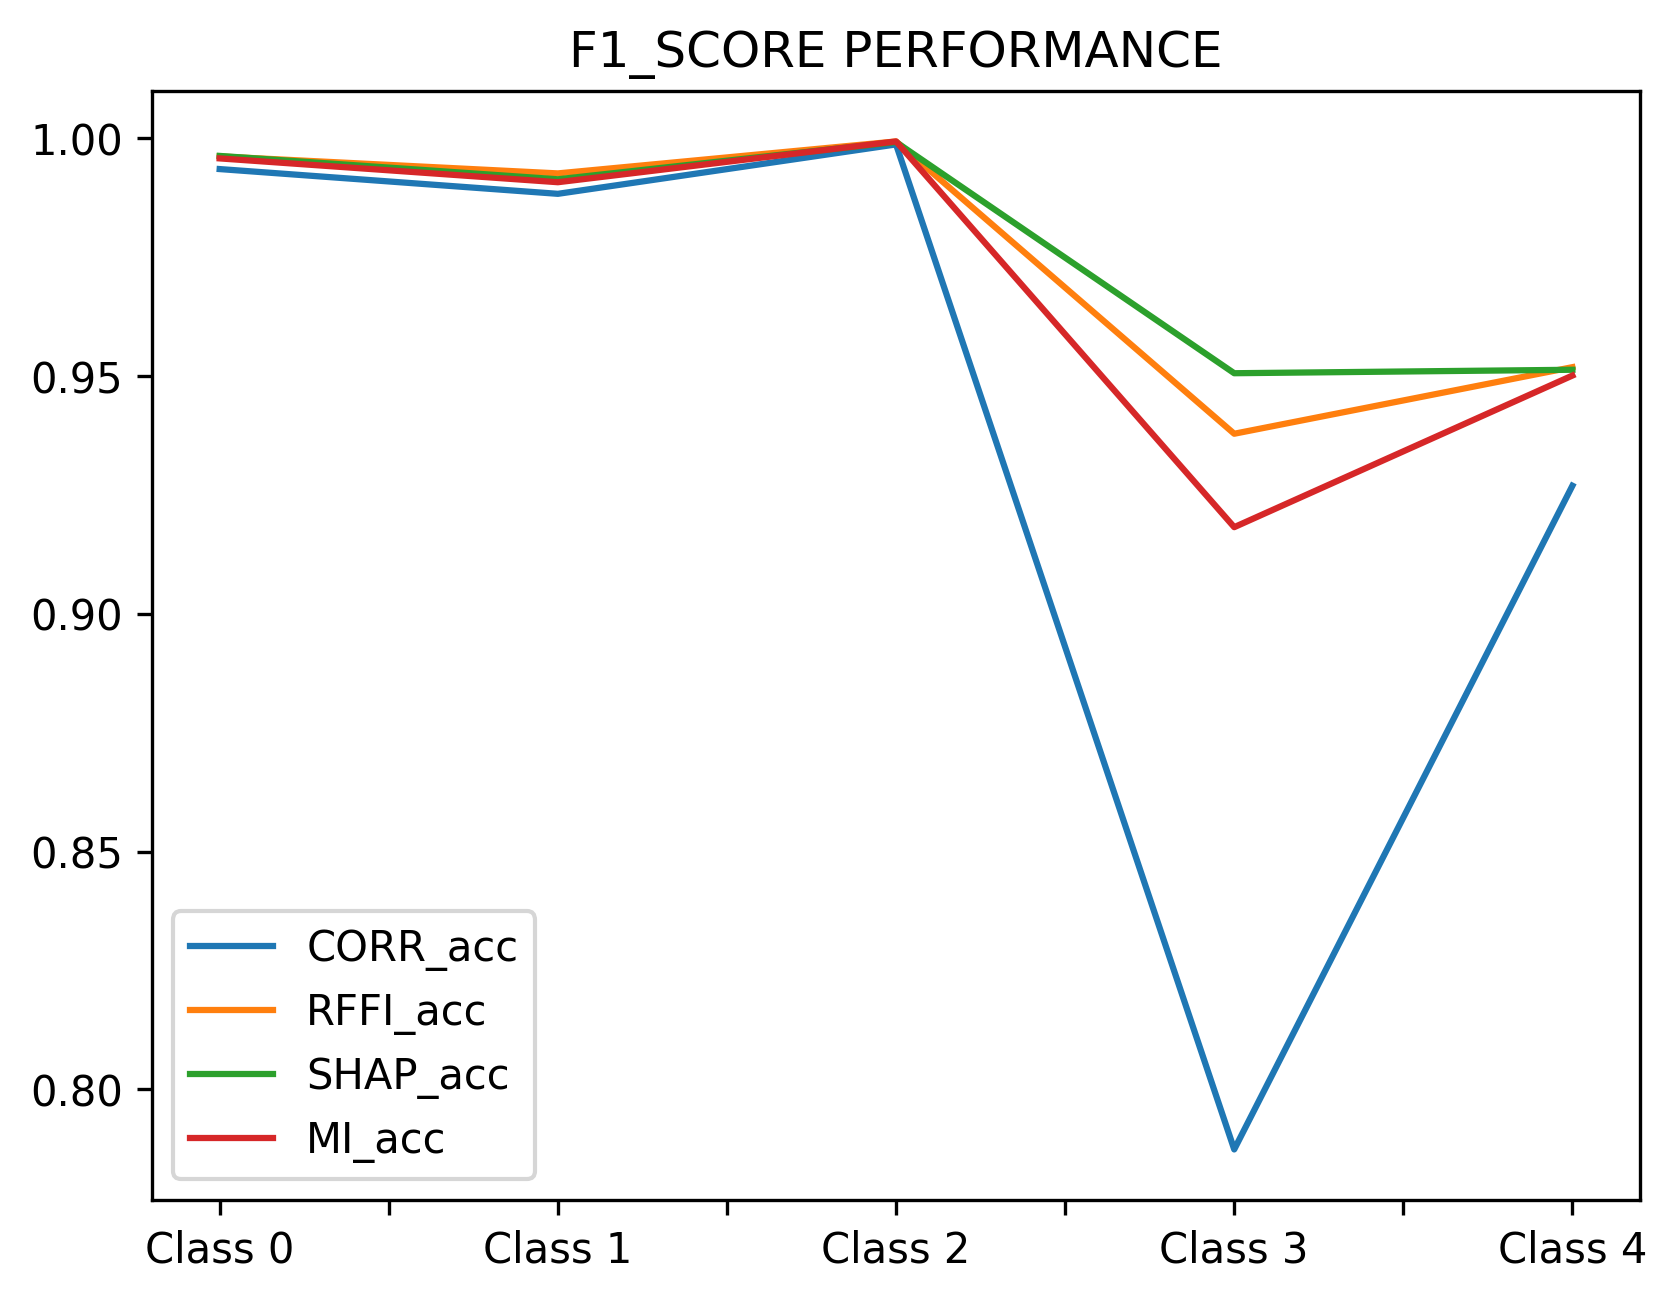 F1_SCORE PERFORMANCE
1.00
0.95
0.90
0.85
0.80
CORR_acc
RFFI_acc
SHAP_acc
MI_acc
Class 0 Class 1 Class 2 Class 3 Class 4